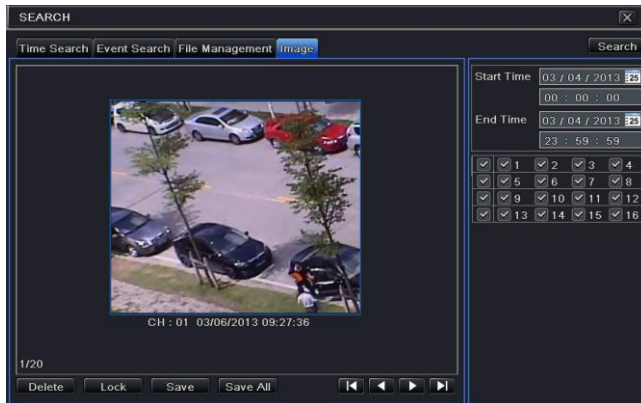 SEARCH
Time Search Event Search File Management Image
Search
Start Time 03 / 04 / 2013 25
00 : 00 : 00
End Time 03 / 04 / 2013 25
23 : 59 : 59
1 2 3 4
5 6 7 8
9 10 11 12
13 14 15 16
CH : 01 03/06/2013 09:27:36
1/20
Delete Lock Save Save All